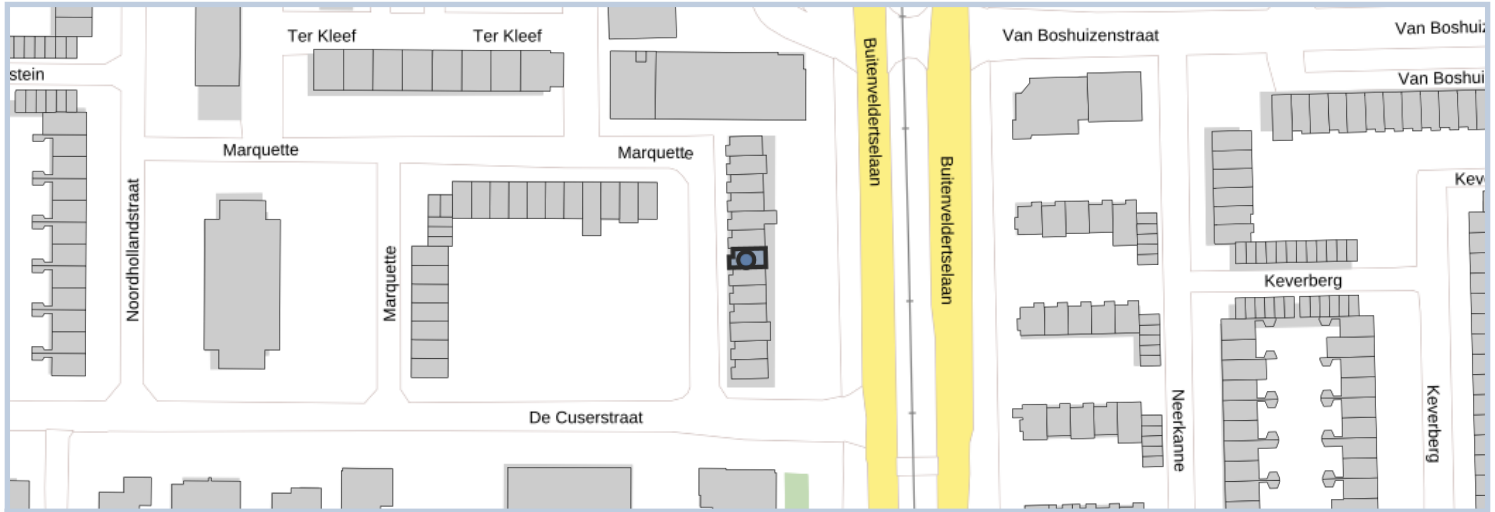 Ter Kleef
Ter Kleef
Van Boshuizenstraat
Van Boshuiz
stein
Van Boshui
Buitenveldertselaan
Buitenveldertselaan
Marquette
Marquette
Noordhollandstraat
Marquette
Kev
Keverberg
De Cuserstraat
Neerkanne
Keverberg